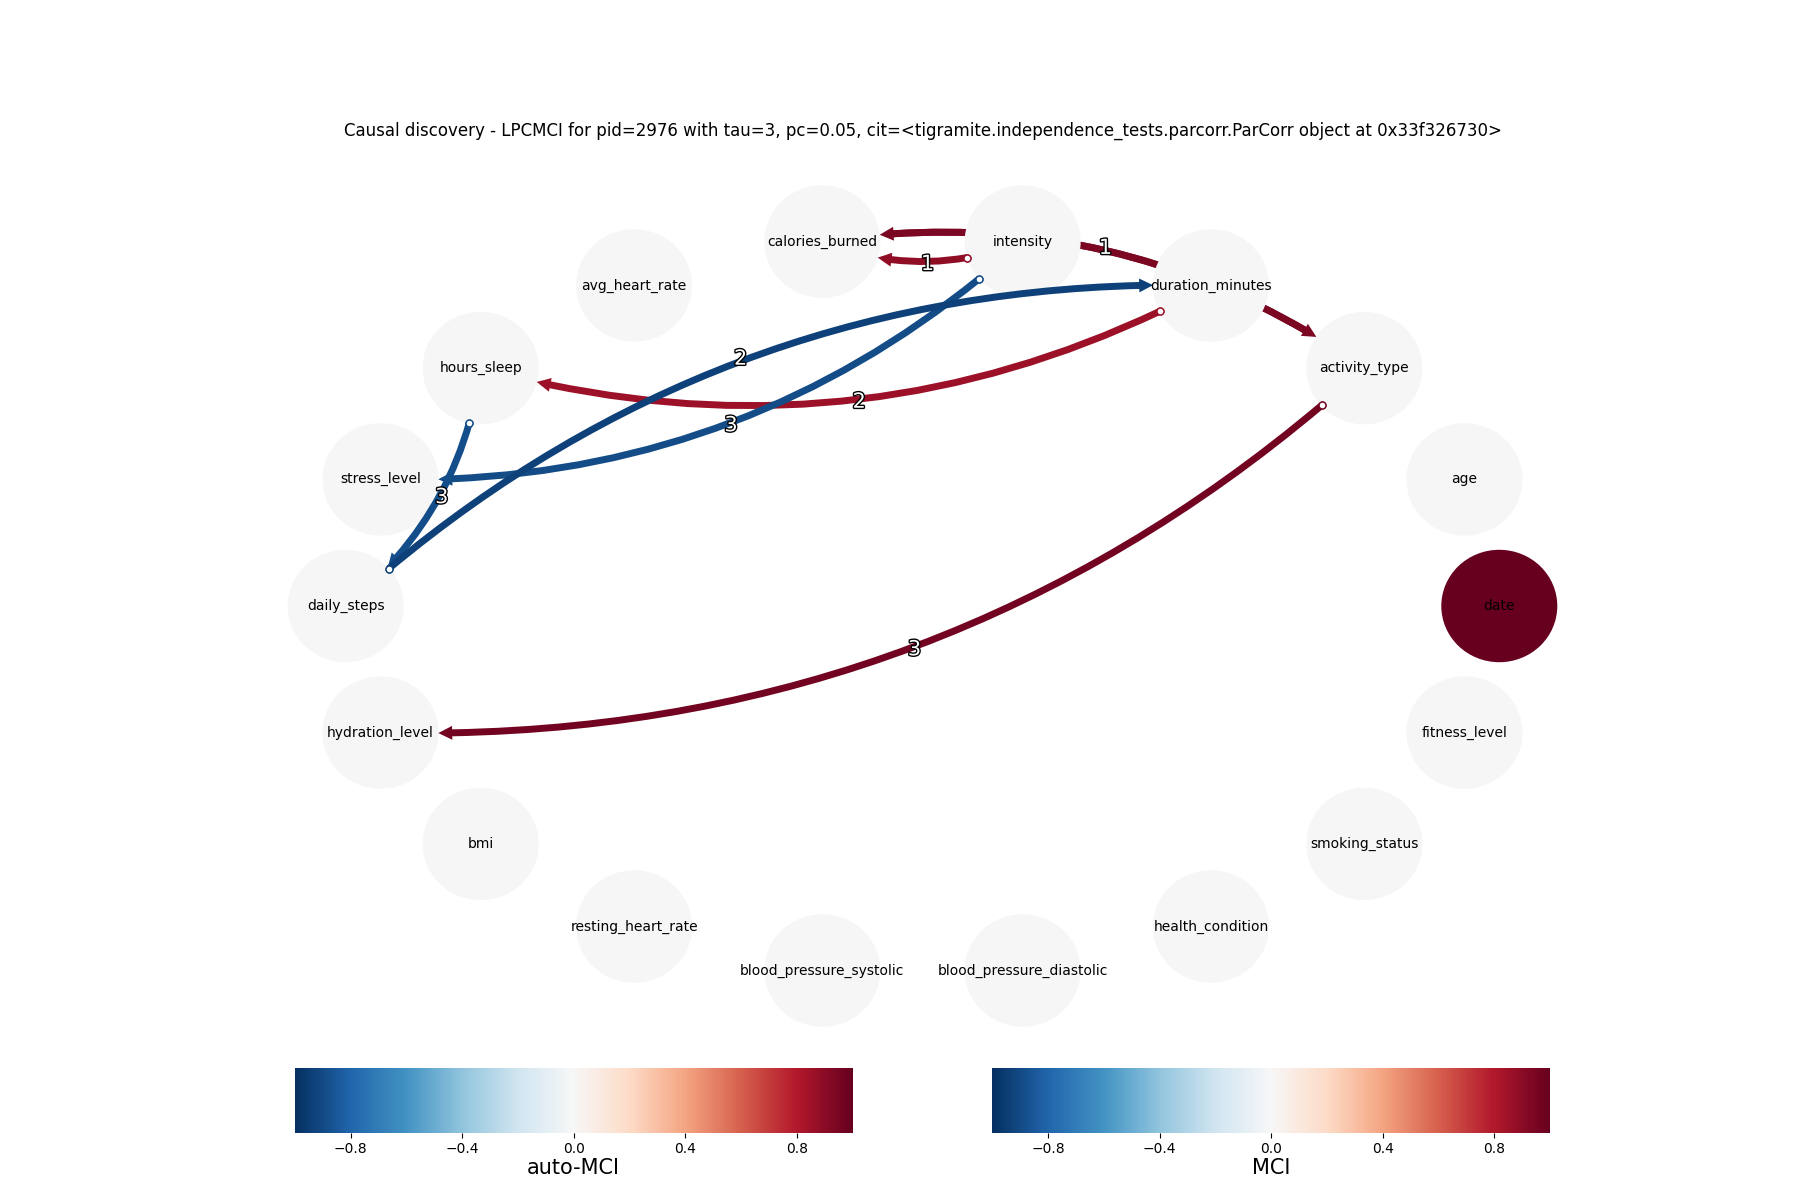 Causal discovery - LPCMCI for pid=2976 with tau=3, pc=0.05, cit=<tigramite.independence_tests.parcorr.ParCorr object at 0x33f326730>
calories_burned
intensity
1
1
avg_heart_rate
duration_minutes
2
hours_sleep
activity_type
2
3
stress_level
3
age
daily_steps
date
3
hydration_level
fitness_level
bmi
smoking_status
resting_heart_rate
health_condition
blood_pressure_systolic
blood_pressure_diastolic
−0.8 −0.4 0.0 0.4 0.8
auto-MCI
−0.8 −0.4 0.0 0.4 0.8
MCI